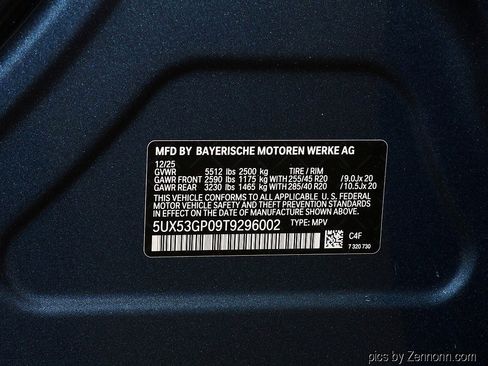 MFD BY BAYERISCHE MOTOREN WERKE AG
12/25
GVWR 5512 lbs 2500 kg TIRE / RIM
GAWR FRONT 2590 lbs 1175 kg WITH 255/45 R20 /9.0Jx 20
GAWR REAR 3230 lbs 1465 kg WITH 285/40 R20 /10.5Jx 20
THIS VEHICLE CONFORMS TO ALL APPLICABLE U. S. FEDERAL
MOTOR VEHICLE SAFETY AND THEFT PREVENTION STANDARDS
IN EFFECT ON THE DATE OF MANUFACTURE SHOWN ABOVE.
5UX53GP09T9296002 TYPE: MPV
C4F
7 320 730
pics by Zennonn.com